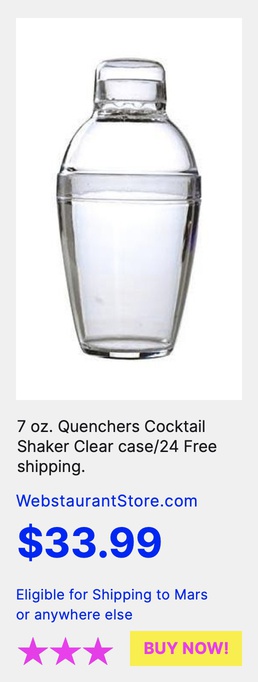 7 oz. Quenchers Cocktail
Shaker Clear case/24 Free
shipping.
WebstaurantStore.com
$33.99
Eligible for Shipping to Mars
or anywhere else
BUY NOW!